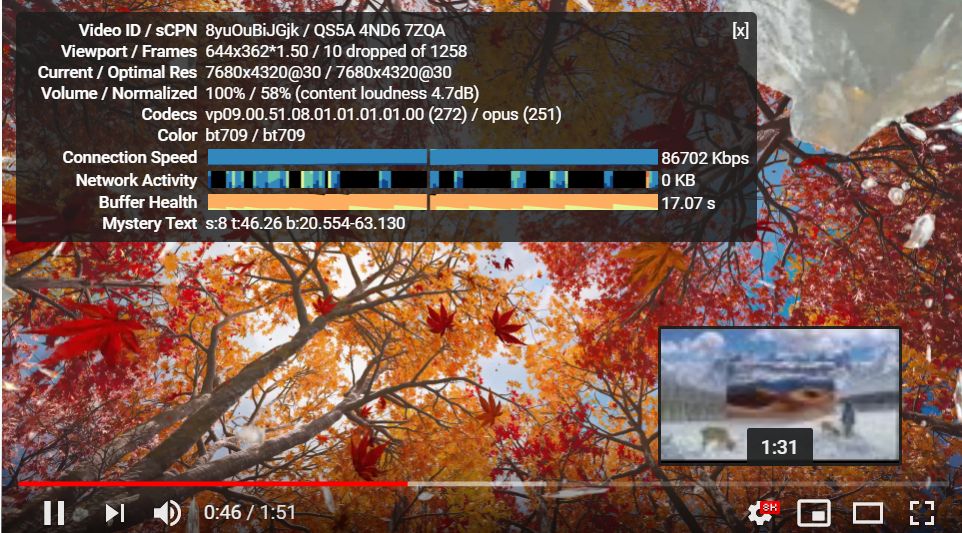 Video ID / sCPN 8yuOuBiJGjk / QS5A 4ND6 7ZQA [x]
Viewport / Frames 644x362*1.50 / 10 dropped of 1258
Current / Optimal Res 7680x4320@30 / 7680x4320@30
Volume / Normalized 100% / 58% (content loudness 4.7dB)
Codecs vp09.00.51.08.01.01.01.01.00 (272) / opus (251)
Color bt709 / bt709
Connection Speed 86702 Kbps
Network Activity 0 KB
Buffer Health 17.07 s
Mystery Text s:8 t:46.26 b:20.554-63.130
1:31
0:46 / 1:51
8K